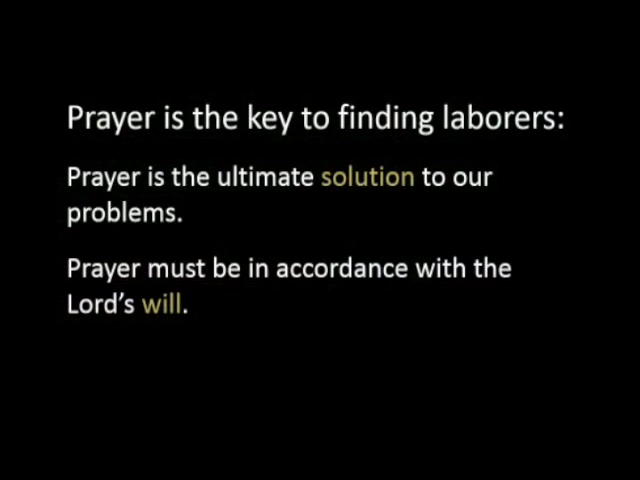 Prayer is the key to finding laborers:
Prayer is the ultimate solution to our
problems.
Prayer must be in accordance with the
Lord’s will.